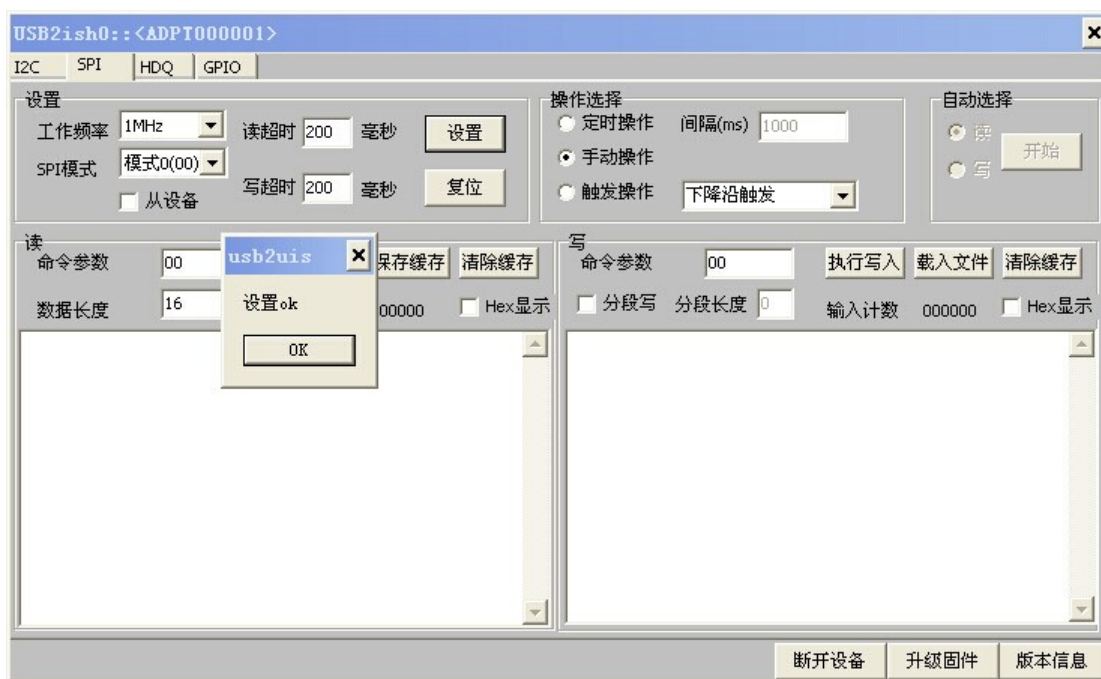 USB2ish0::<ADPT000001>
I2C SPI HDQ GPIO
设置 操作选择 自动选择
工作频率 1MHz 读超时 200 毫秒 设置 定时操作 间隔(ms) 1000 读 开始
SPI模式 模式0(00) 手动操作 写
从设备 写超时 200 毫秒 复位 触发操作 下降沿触发
读 写
命令参数 00 usb2uis 保存缓存 清除缓存 命令参数 00 执行写入 载入文件 清除缓存
数据长度 16 设置ok 00000 Hex显示 分段写 分段长度 0 输入计数 000000 Hex显示
OK
断开设备 升级固件 版本信息